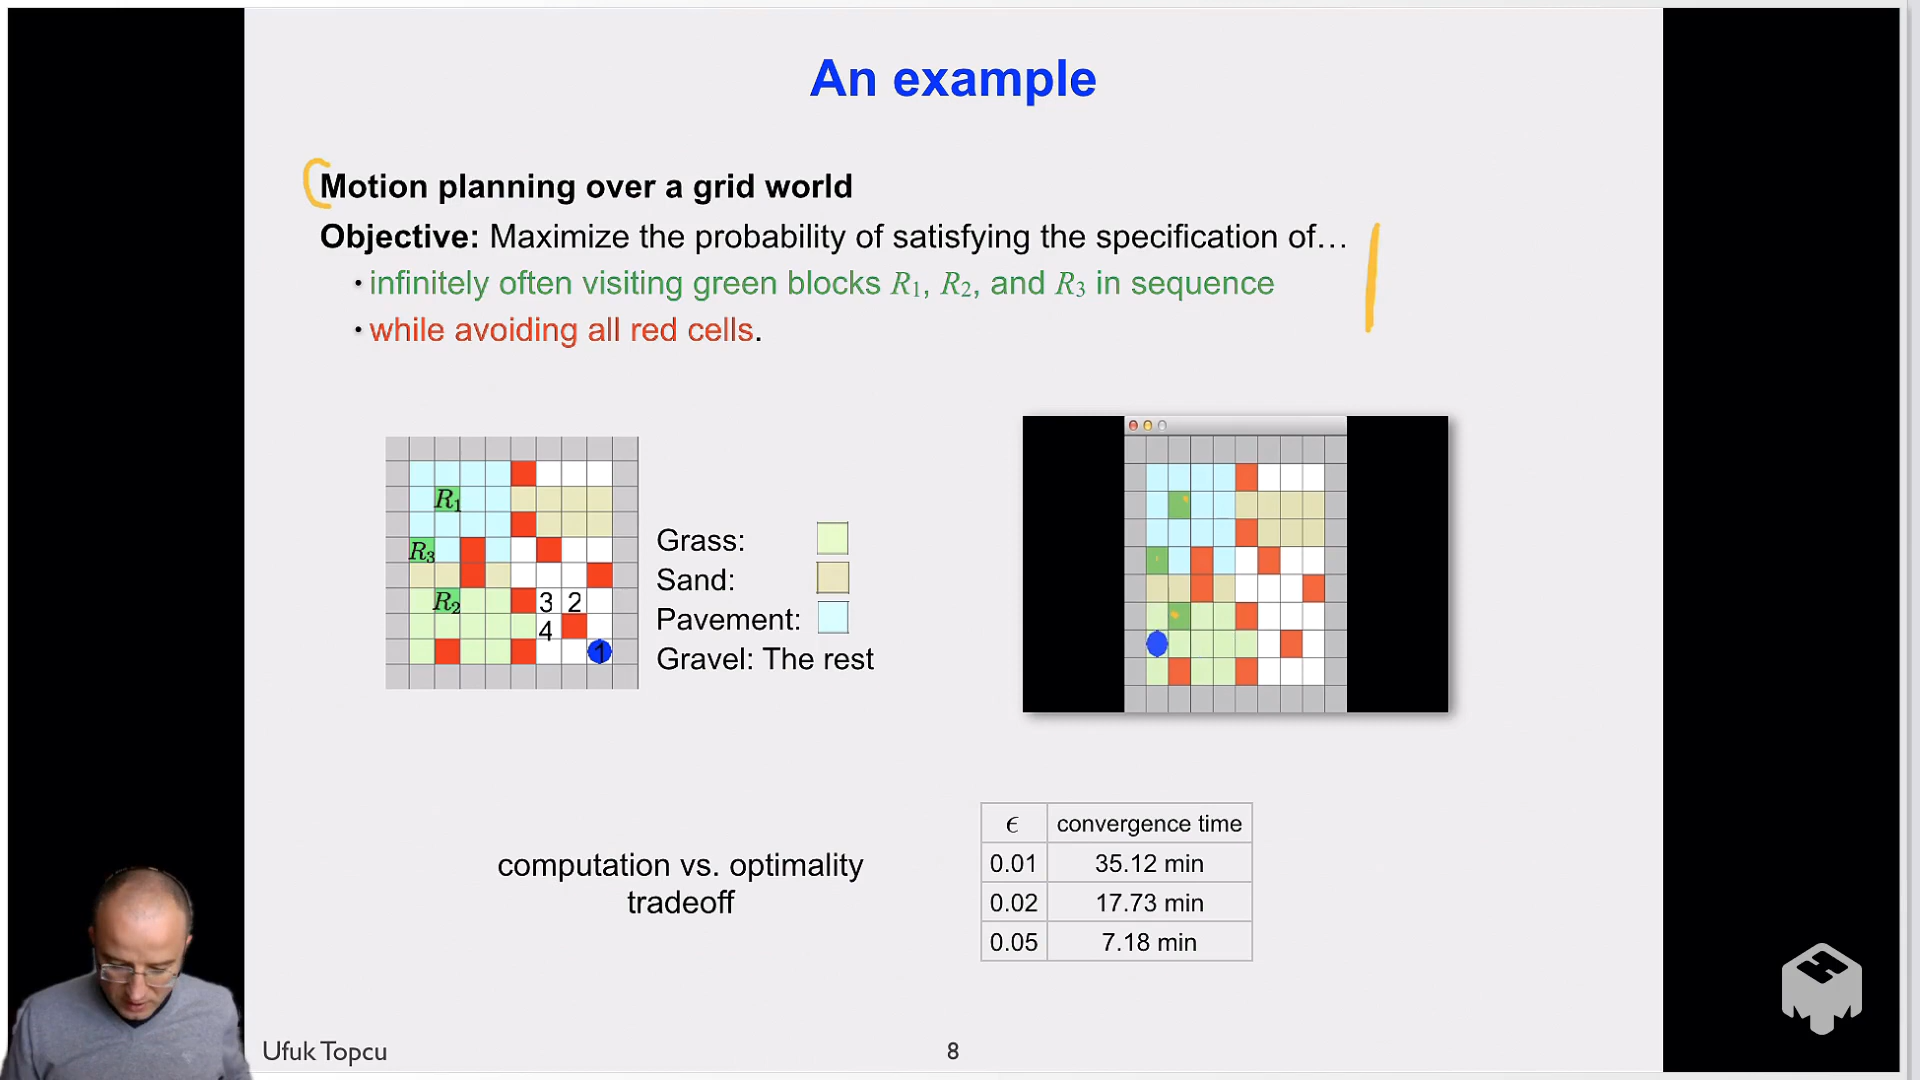 An example
Motion planning over a grid world
Objective: Maximize the probability of satisfying the specification of…
• infinitely often visiting green blocks R1, R2, and R3 in sequence
• while avoiding all red cells.
R1
R3
R2
3 2
4
1
Grass:
Sand:
Pavement:
Gravel: The rest
computation vs. optimality
tradeoff
ϵ convergence time
0.01 35.12 min
0.02 17.73 min
0.05 7.18 min
Ufuk Topcu
8